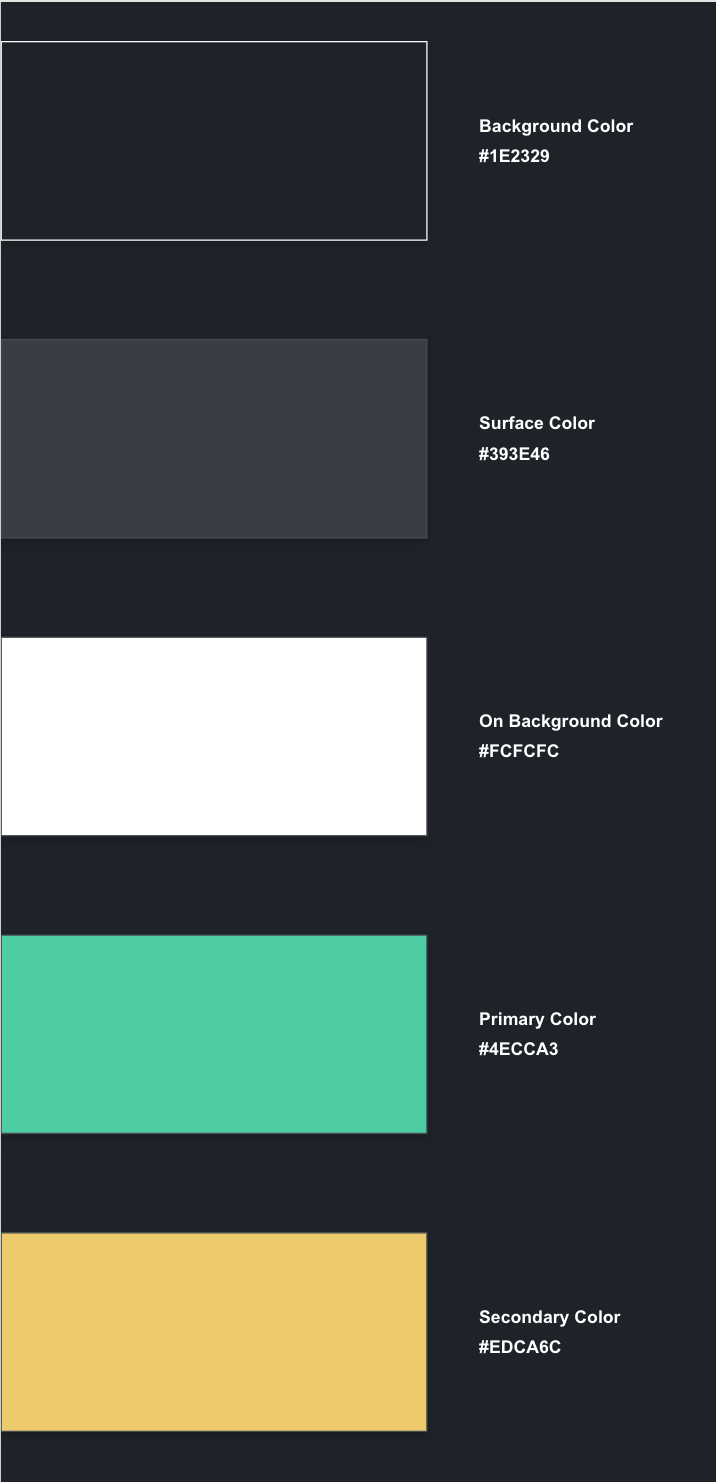 Background Color
#1E2329
Surface Color
#393E46
On Background Color
#FCFCFC
Primary Color
#4ECCA3
Secondary Color
#EDCA6C